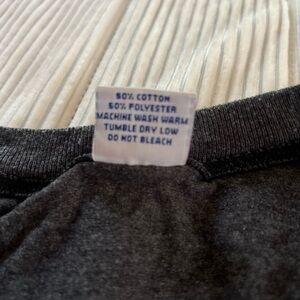 50% COTTON
50% POLYESTER
MACHINE WASH WARM
TUMBLE DRY LOW
DO NOT BLEACH